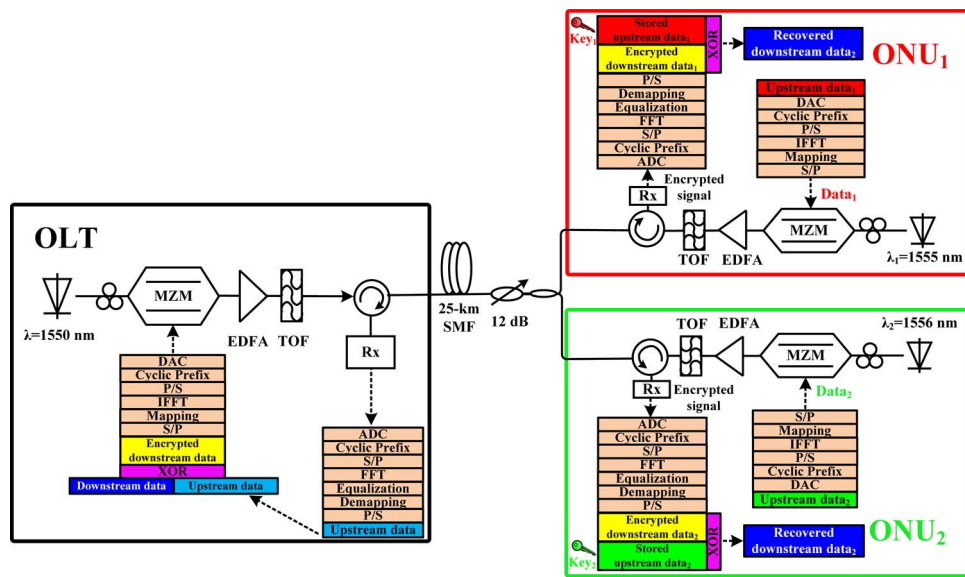 OLT
λ=1550 nm
MZM
EDFA
TOF
Rx
DAC
Cyclic Prefix
P/S
IFFT
Mapping
S/P
Encrypted
downstream data
XOR
Downstream data
Upstream data
ADC
Cyclic Prefix
S/P
FFT
Equalization
Demapping
P/S
Upstream data
25-km
SMF
12 dB
Key1
Stored
upstream data1
Encrypted
downstream data1
XOR
Recovered
downstream data2
ONU1
P/S
Demapping
Equalization
FFT
S/P
Cyclic Prefix
ADC
Upstream data1
DAC
Cyclic Prefix
P/S
IFFT
Mapping
S/P
Rx
Encrypted
signal
Data1
TOF
EDFA
MZM
λ1=1555 nm
TOF
EDFA
MZM
λ2=1556 nm
Rx
Encrypted
signal
Data2
ADC
Cyclic Prefix
S/P
FFT
Equalization
Demapping
P/S
Encrypted
downstream data2
Key2
Stored
upstream data2
XOR
Recovered
downstream data2
S/P
Mapping
IFFT
P/S
Cyclic Prefix
DAC
Upstream data2
ONU2